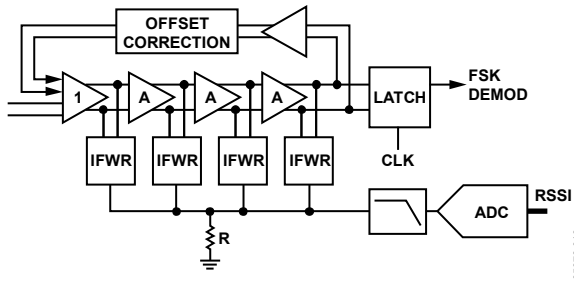 OFFSET
CORRECTION
1
A
A
A
LATCH
FSK
DEMOD
IFWR
IFWR
IFWR
IFWR
CLK
R
ADC
RSSI